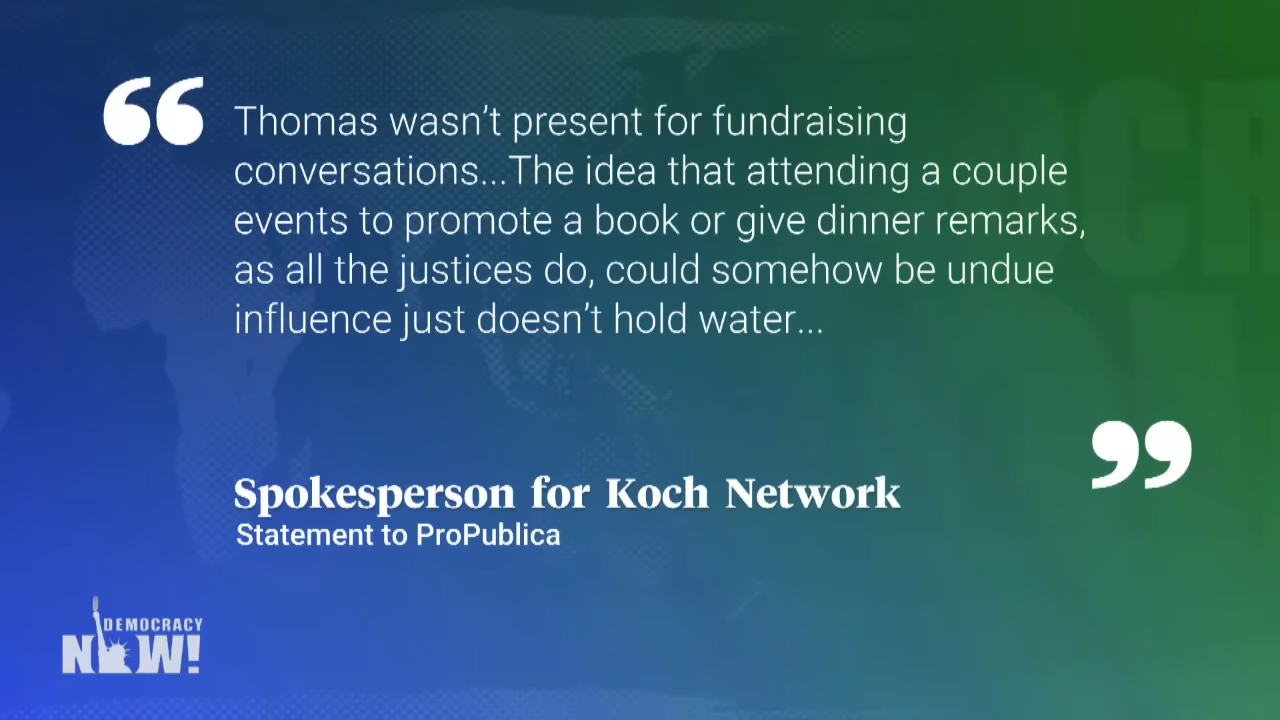 “
Thomas wasn’t present for fundraising
conversations...The idea that attending a couple
events to promote a book or give dinner remarks,
as all the justices do, could somehow be undue
influence just doesn’t hold water...
”
Spokesperson for Koch Network
Statement to ProPublica
DEMOCRACY
NOW!